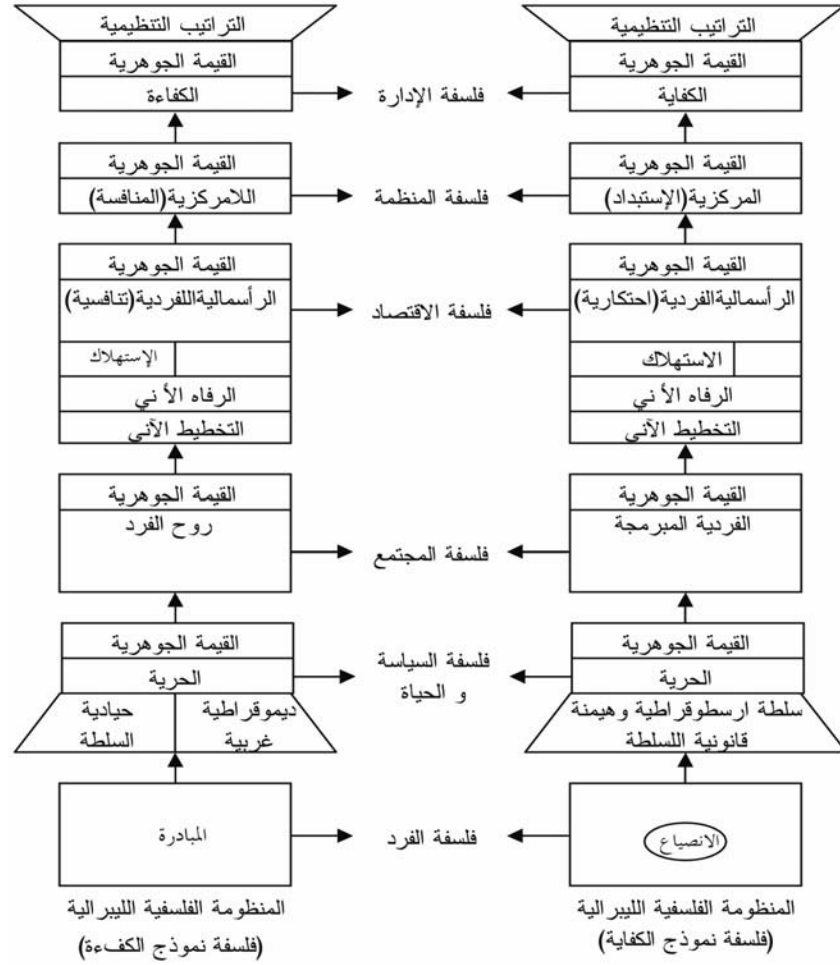 التراتيب التنظيمية
التراتيب التنظيمية
القيمة الجوهرية
القيمة الجوهرية
الكفاية
فلسفة الإدارة
الكفاءة
القيمة الجوهرية
القيمة الجوهرية
المركزية(الإستبداد)
فلسفة المنظمة
اللامركزية(المنافسة)
القيمة الجوهرية
القيمة الجوهرية
الرأسماليةالفردية(احتكارية)
فلسفة الاقتصاد
الرأسماليةاللفردية(تنافسية)
الاستهلاك
الإستهلاك
الرفاه الأ ني
الرفاه الأ ني
التخطيط الآني
التخطيط الآني
القيمة الجوهرية
القيمة الجوهرية
الفردية المبرمجة
روح الفرد
فلسفة المجتمع
القيمة الجوهرية
القيمة الجوهرية
الحرية
فلسفة السياسة
و الحياة
الحرية
سلطة ارسطوقراطية وهيمنة
قانونية اللسلطة
ديموقراطية
غربية
حيادية
السلطة
الانصياع
فلسفة الفرد
المبادرة
المنظومة الفلسفية الليبرالية
(فلسفة نموذج الكفاية)
المنظومة الفلسفية الليبرالية
(فلسفة نموذج الكفءة)